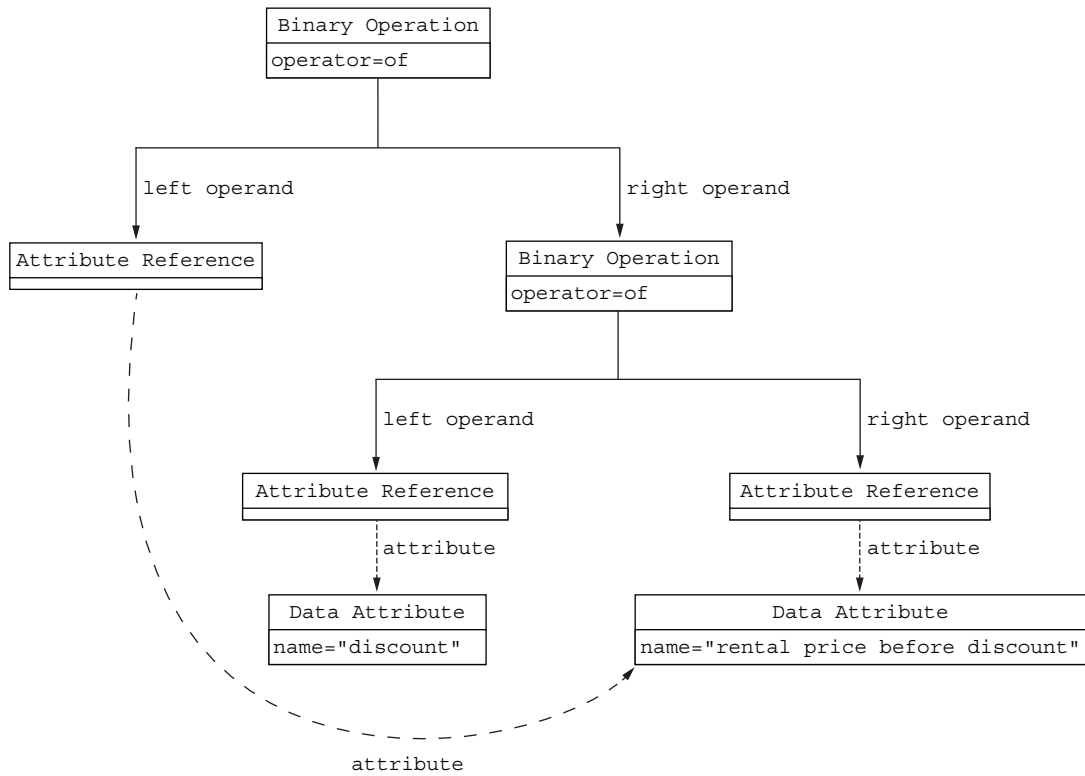 Binary Operation
operator=of
left operand
right operand
Attribute Reference
Binary Operation
operator=of
left operand
right operand
Attribute Reference
Attribute Reference
attribute
attribute
Data Attribute
Data Attribute
name="discount"
name="rental price before discount"
attribute